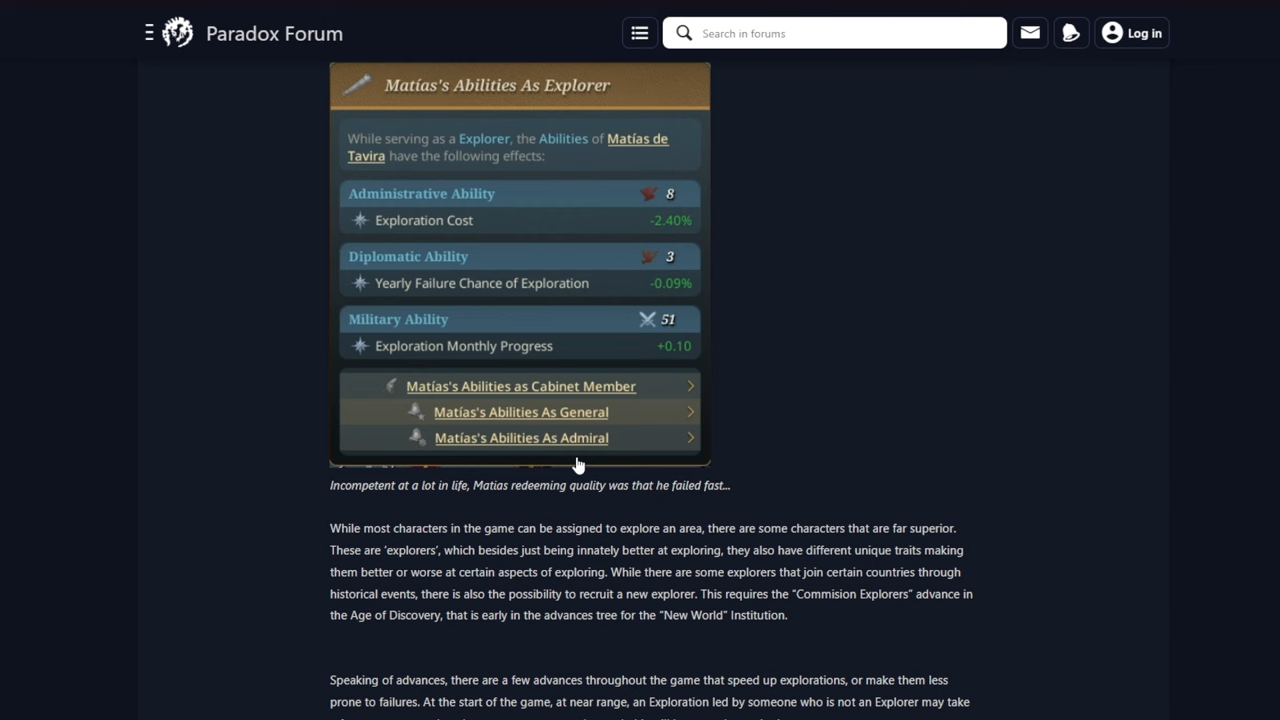 Paradox Forum
Search in forums
Log in
Matías's Abilities As Explorer
While serving as a Explorer, the Abilities of Matías de
Tavira have the following effects:
Administrative Ability 8
Exploration Cost -2.40%
Diplomatic Ability 3
Yearly Failure Chance of Exploration -0.09%
Military Ability 51
Exploration Monthly Progress +0.10
Matías's Abilities as Cabinet Member
Matías's Abilities As General
Matías's Abilities As Admiral
Incompetent at a lot in life, Matias redeeming quality was that he failed fast...
While most characters in the game can be assigned to explore an area, there are some characters that are far superior.
These are ‘explorers’, which besides just being innately better at exploring, they also have different unique traits making
them better or worse at certain aspects of exploring. While there are some explorers that join certain countries through
historical events, there is also the possibility to recruit a new explorer. This requires the “Commision Explorers” advance in
the Age of Discovery, that is early in the advances tree for the “New World” Institution.
Speaking of advances, there are a few advances throughout the game that speed up explorations, or make them less
prone to failures. At the start of the game, at near range, an Exploration led by someone who is not an Explorer may take